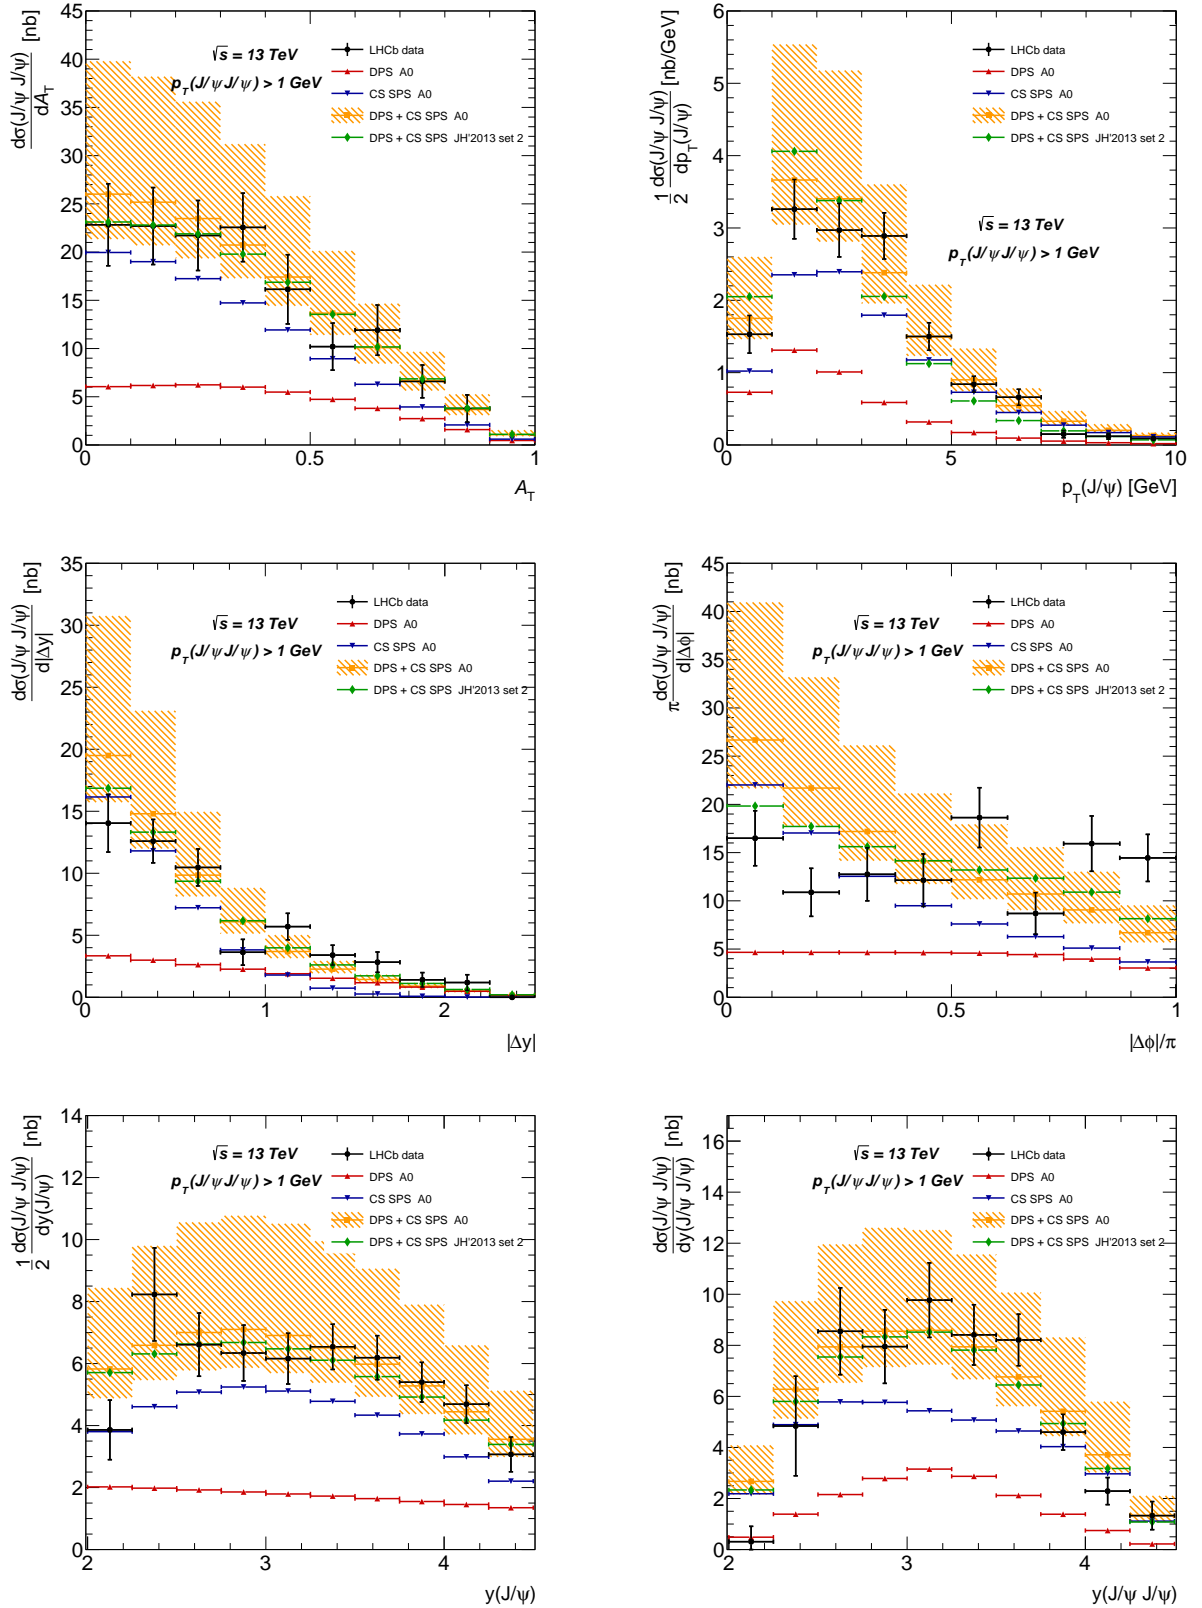 dσ(J/ψ J/ψ)
dA_T
[nb]
45
40
35
30
25
20
15
10
5
0
0 0.5 1
A_T
√s = 13 TeV
p_T(J/ψJ/ψ) > 1 GeV
LHCb data
DPS A0
CS SPS A0
DPS + CS SPS A0
DPS + CS SPS JH'2013 set 2
1 dσ(J/ψ J/ψ)
2 dp_T(J/ψ)
[nb/GeV]
6
5
4
3
2
1
0
0 5 10
p_T(J/ψ) [GeV]
LHCb data
DPS A0
CS SPS A0
DPS + CS SPS A0
DPS + CS SPS JH'2013 set 2
√s = 13 TeV
p_T(J/ψJ/ψ) > 1 GeV
dσ(J/ψ J/ψ)
d|Δy|
[nb]
35
30
25
20
15
10
5
0
0 1 2
|Δy|
√s = 13 TeV
p_T(J/ψJ/ψ) > 1 GeV
LHCb data
DPS A0
CS SPS A0
DPS + CS SPS A0
DPS + CS SPS JH'2013 set 2
π dσ(J/ψ J/ψ)
d|Δϕ|
[nb]
45
40
35
30
25
20
15
10
5
0
0 0.5 1
|Δϕ|/π
√s = 13 TeV
p_T(J/ψJ/ψ) > 1 GeV
LHCb data
DPS A0
CS SPS A0
DPS + CS SPS A0
DPS + CS SPS JH'2013 set 2
1 dσ(J/ψ J/ψ)
2 dy(J/ψ)
[nb]
14
12
10
8
6
4
2
0
2 3 4
y(J/ψ)
√s = 13 TeV
p_T(J/ψJ/ψ) > 1 GeV
LHCb data
DPS A0
CS SPS A0
DPS + CS SPS A0
DPS + CS SPS JH'2013 set 2
dσ(J/ψ J/ψ)
dy(J/ψ J/ψ)
[nb]
16
14
12
10
8
6
4
2
0
2 3 4
y(J/ψ J/ψ)
√s = 13 TeV
p_T(J/ψJ/ψ) > 1 GeV
LHCb data
DPS A0
CS SPS A0
DPS + CS SPS A0
DPS + CS SPS JH'2013 set 2